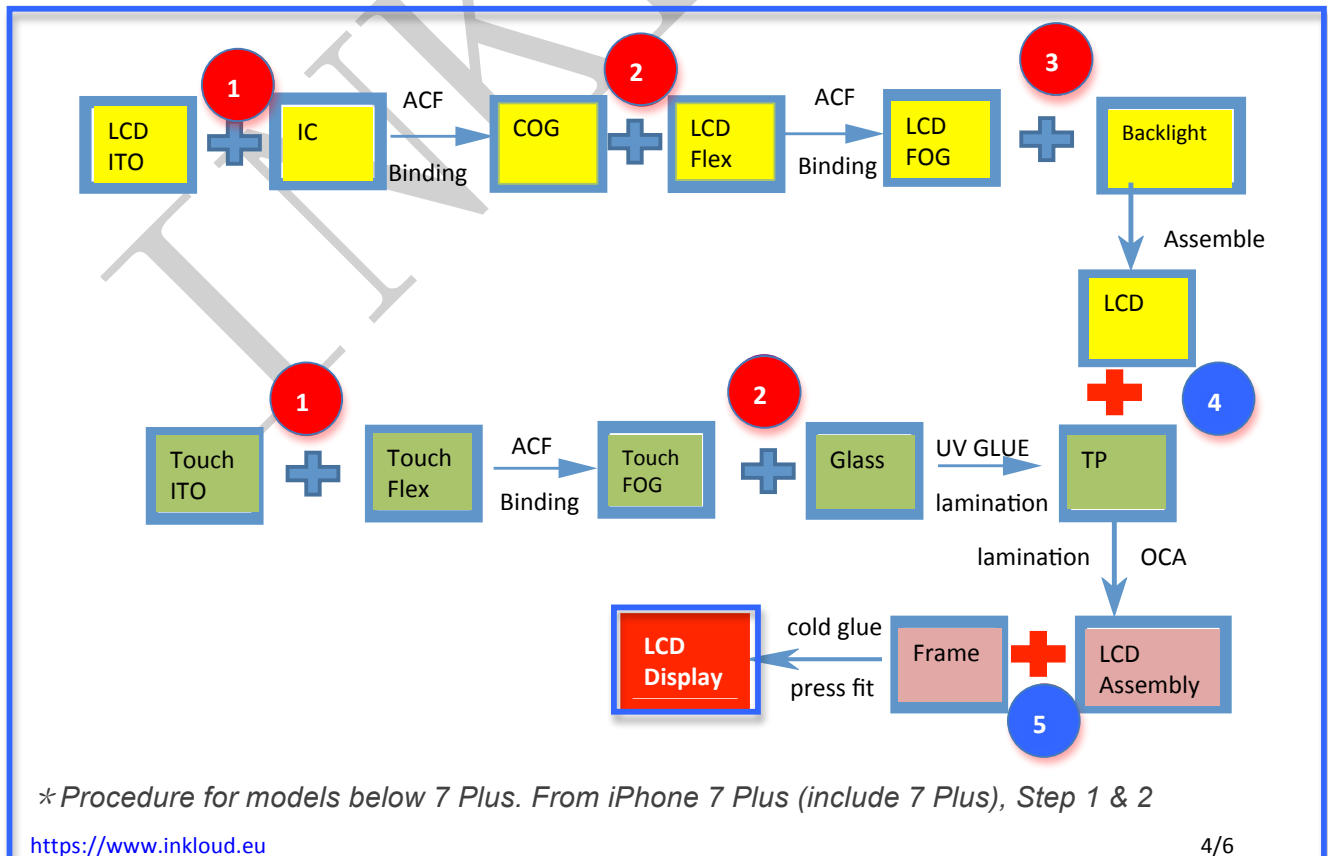 1
2
3
LCD
ITO
IC
ACF
Binding
COG
LCD
Flex
ACF
Binding
LCD
FOG
Backlight
Assemble
LCD
4
1
2
Touch
ITO
Touch
Flex
ACF
Binding
Touch
FOG
Glass
UV GLUE
lamination
TP
lamination OCA
LCD
Display
cold glue
press fit
Frame
LCD
Assembly
5
* Procedure for models below 7 Plus. From iPhone 7 Plus (include 7 Plus), Step 1 & 2
https://www.inkloud.eu 4/6